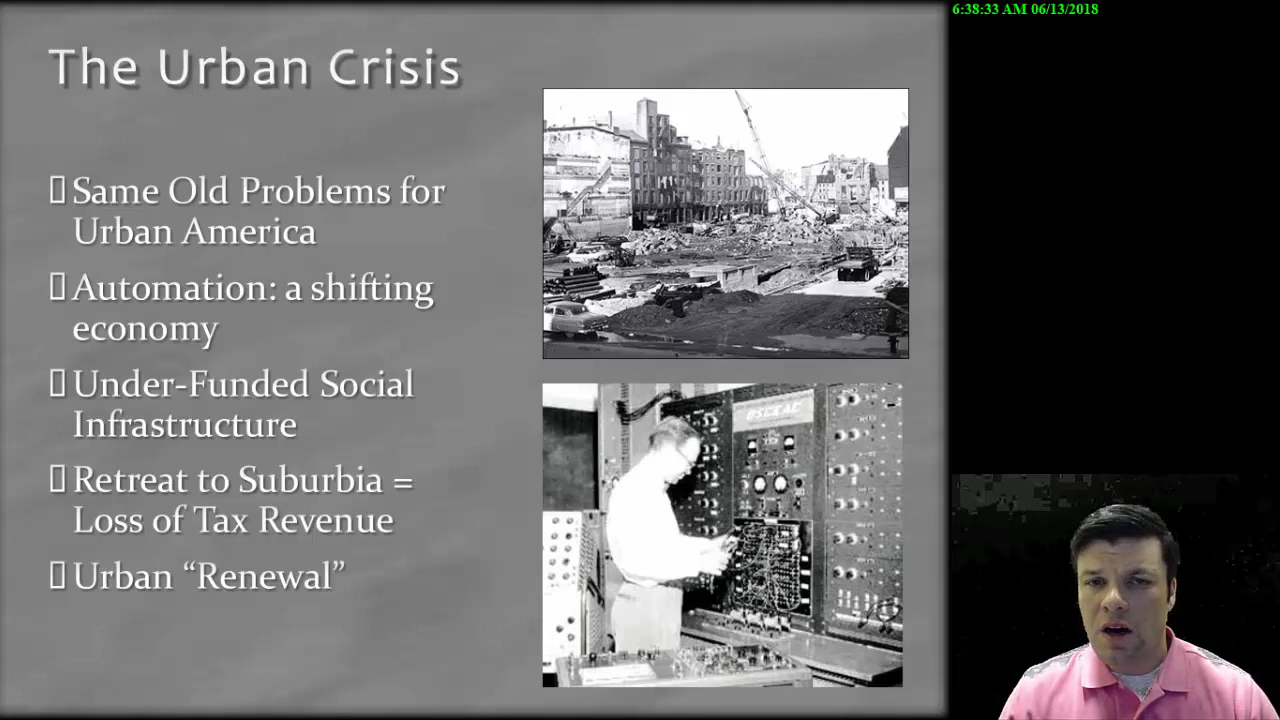 6:38:33 AM 06/13/2018
The Urban Crisis
Same Old Problems for
Urban America
Automation: a shifting
economy
Under-Funded Social
Infrastructure
Retreat to Suburbia =
Loss of Tax Revenue
Urban “Renewal”